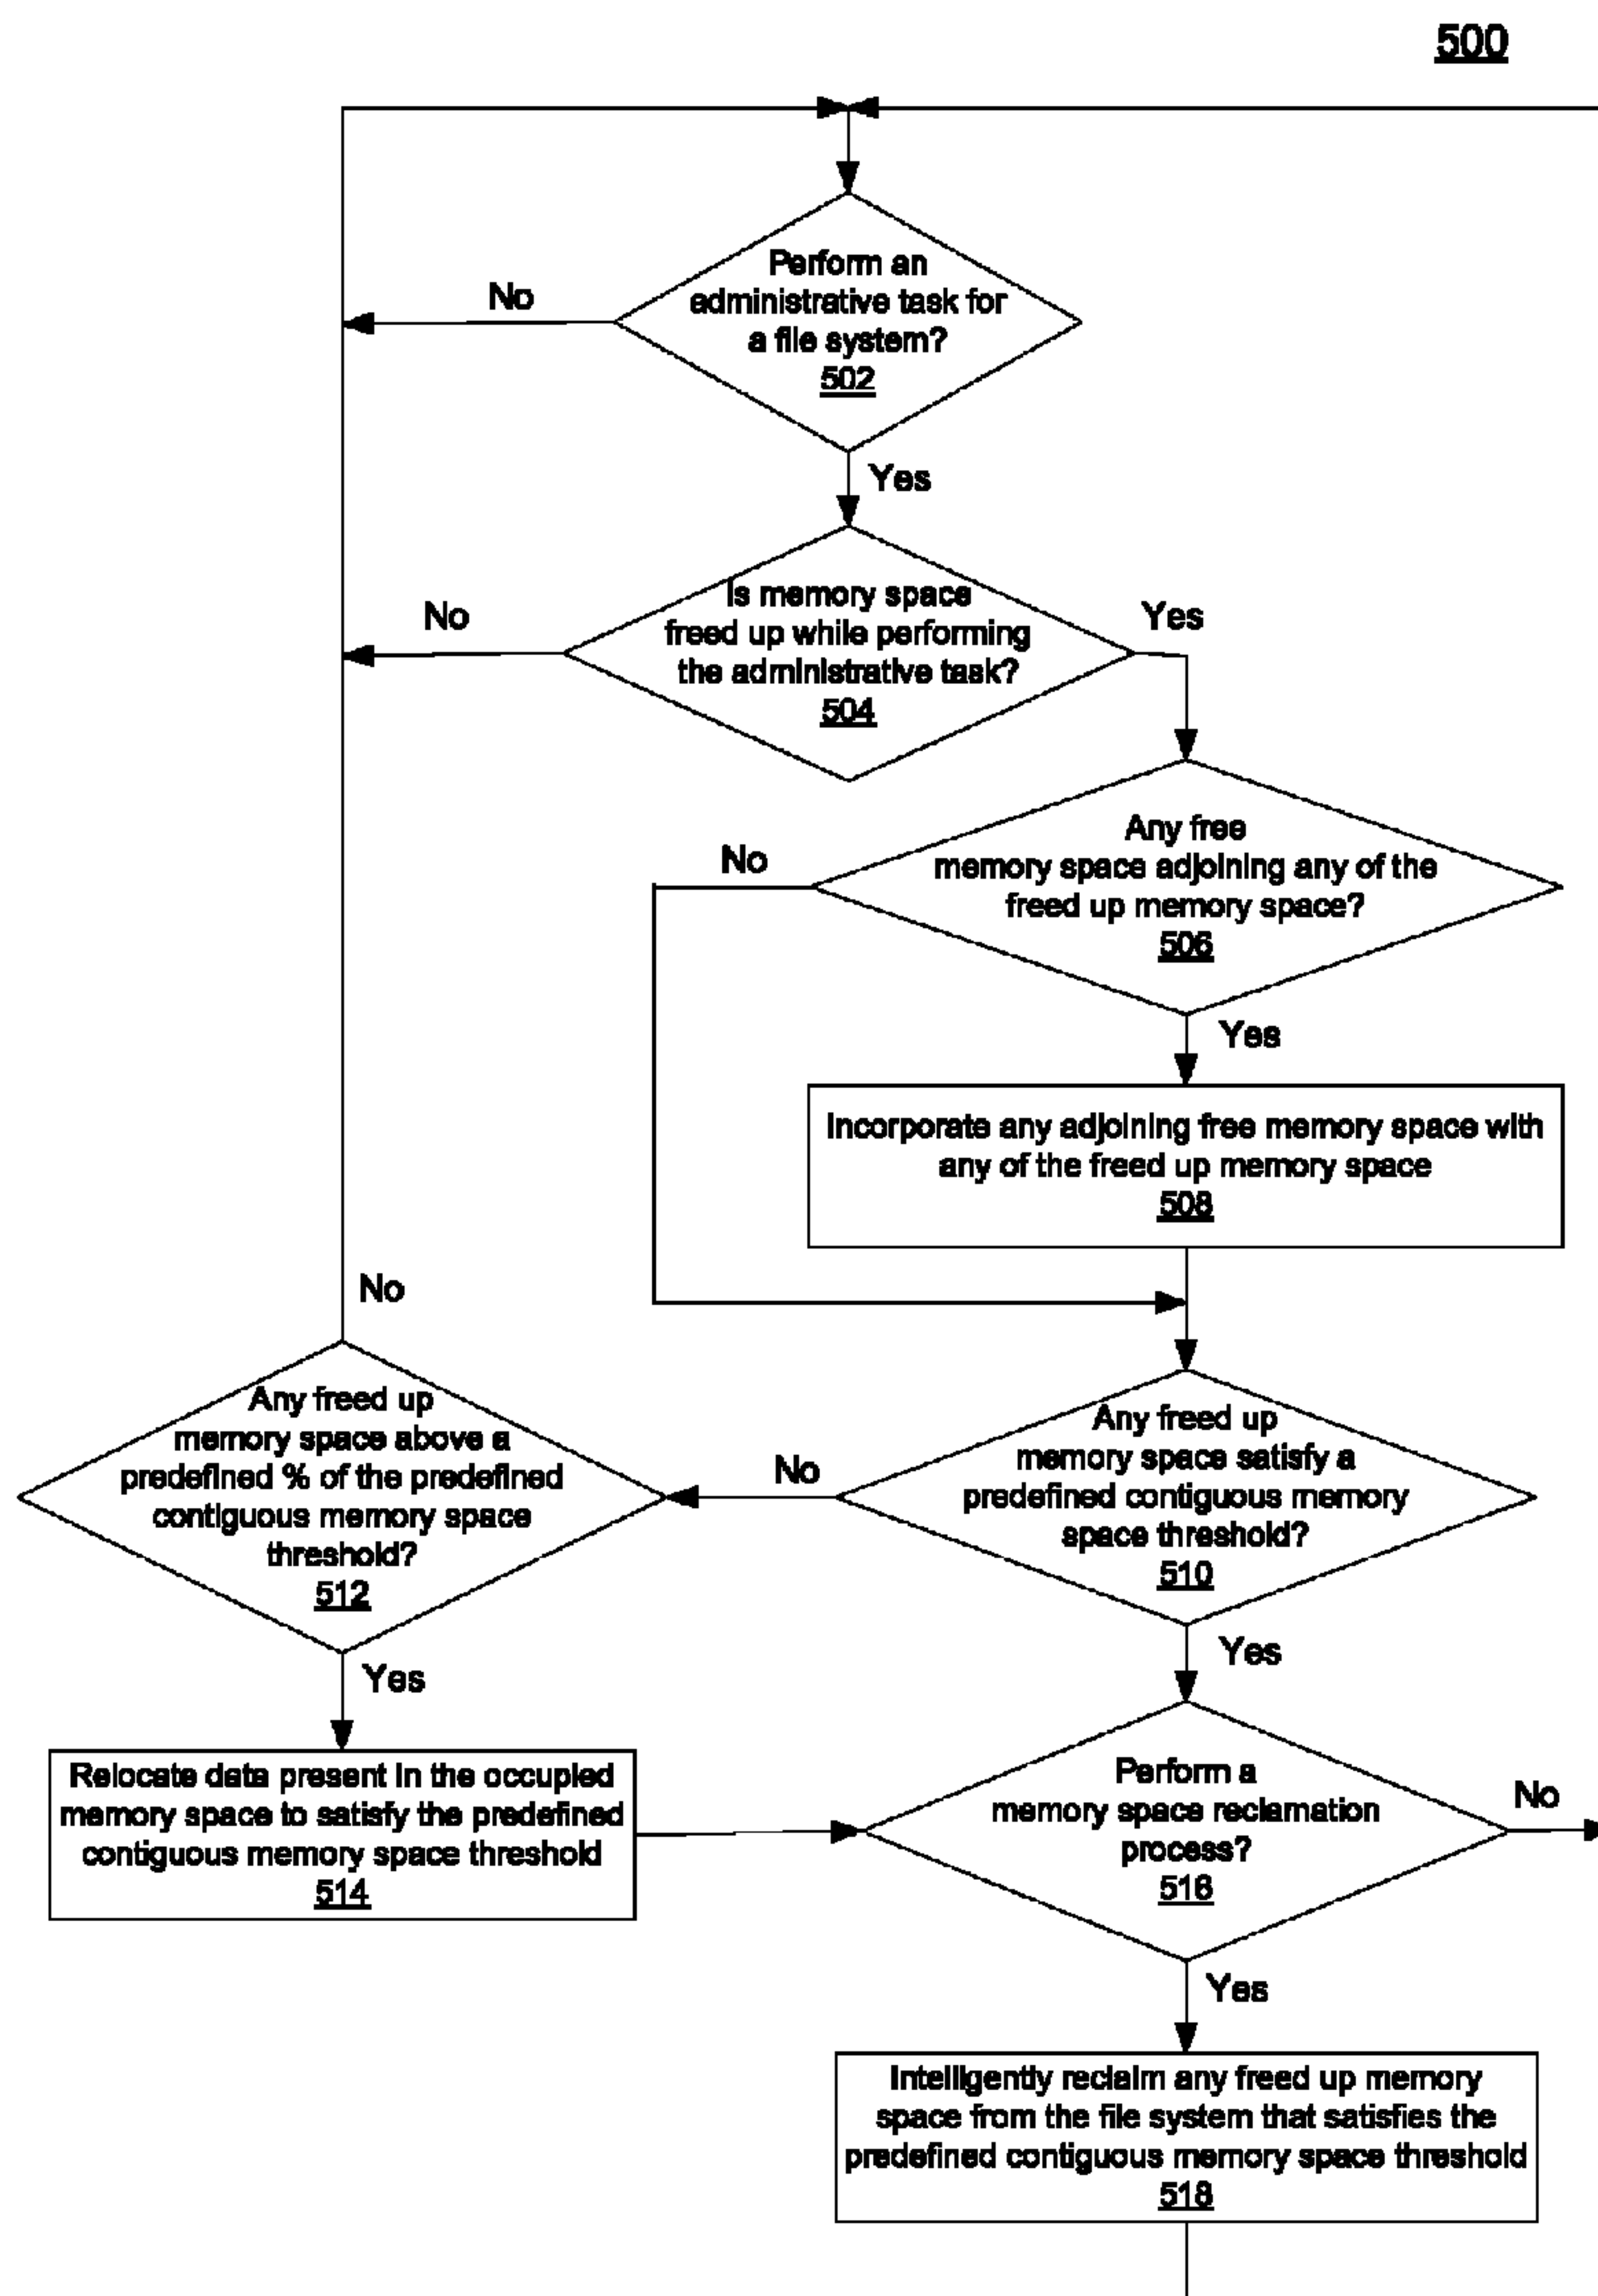 500
Perform an
administrative task for
a file system?
502
No
Yes
Is memory space
freed up while performing
the administrative task?
504
No
Yes
Any free
memory space adjoining any of the
freed up memory space?
506
No
Yes
Incorporate any adjoining free memory space with
any of the freed up memory space
508
No
Any freed up
memory space above a
predefined % of the predefined
contiguous memory space
threshold?
512
No
Any freed up
memory space satisfy a
predefined contiguous memory
space threshold?
510
Yes
Yes
Relocate data present in the occupied
memory space to satisfy the predefined
contiguous memory space threshold
514
Perform a
memory space reclamation
process?
516
No
Yes
Intelligently reclaim any freed up memory
space from the file system that satisfies the
predefined contiguous memory space threshold
518